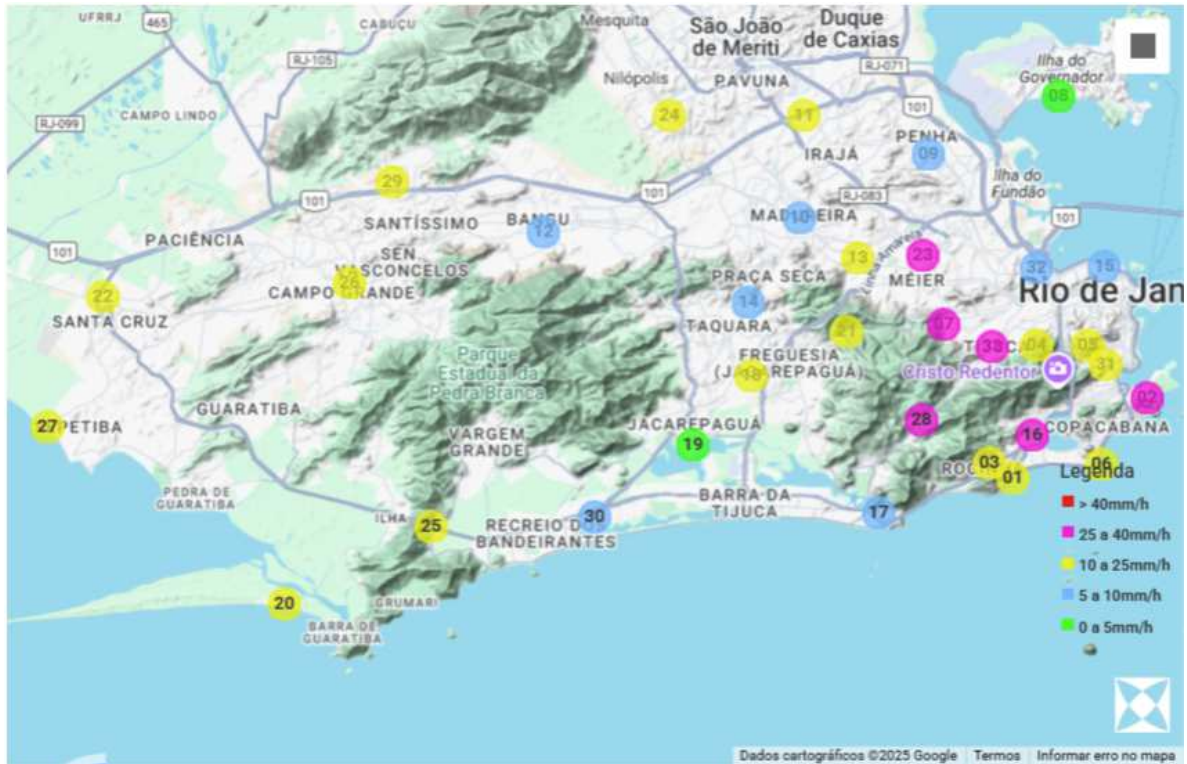 UFRRJ
465
CABUÇU
Mesquita
São João
de Meriti
Duque
de Caxias
RJ-105
Nilópolis
PAVUNA
RJ-071
Ilha do
Governador
08
CAMPO LINDO
RJ-099
24
11
101
PENHA
09
IRAJÁ
Ilha do
Fundão
29
101
101
RJ-083
SANTÍSSIMO
BANGU
12
10
101
PACIÊNCIA
101
SEN
VASCONCELOS
13
Linha Amarela
23
MÉIER
32
15
PRAÇA SECA
CAMPO GRANDE
22
SANTA CRUZ
14
TAQUARA
Rio de Jan
07
33
04
05
31
21
Parque
Estadual da
Pedra Branca
FREGUESIA
(JACAREPAGUÁ)
18
Cristo Redentor
02
GUARATIBA
27
JACAREPAGUÁ
19
28
16
COPACABANA
VARGEM
GRANDE
03
01
06
PEDRA DE
GUARATIBA
ILHA
25
RECREIO D
BANDEIRANTES
30
BARRA DA
TIJUCA
17
20
GRUMARI
BARRA DE
GUARATIBA
Legenda
> 40mm/h
25 a 40mm/h
10 a 25mm/h
5 a 10mm/h
0 a 5mm/h
Dados cartográficos ©2025 Google
Termos
Informar erro no mapa